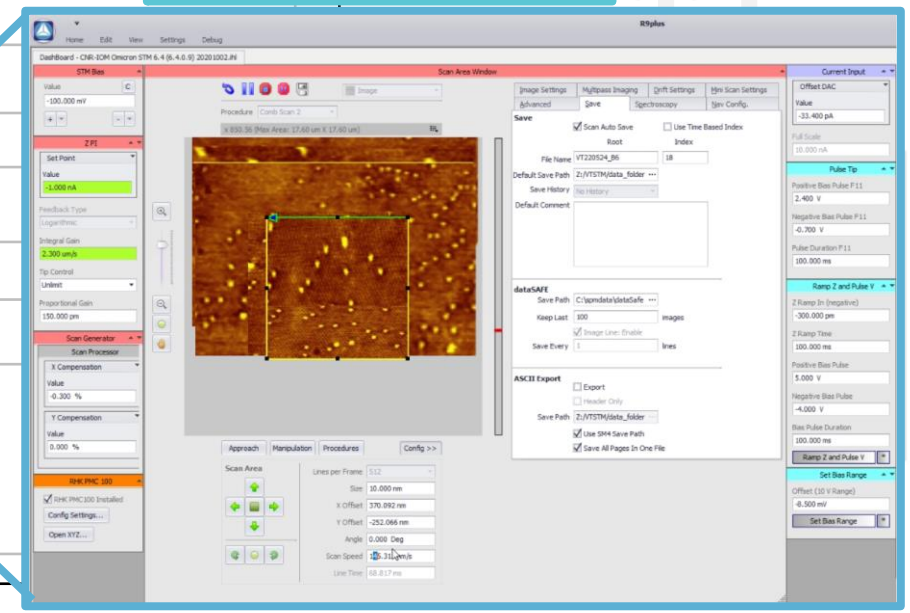 R9plus
Home Edit View Settings Debug
DashBoard - CNR-IOM Omicron STM 6.4 (6.4.0.9) 20201002.ihl
STM Bias
Value C
-100.000 mV
Z PI
Set Point
Value
-1.000 nA
Feedback Type
Logarithmic
Integral Gain
2.300 um/s
Tip Control
Unlimit
Proportional Gain
150.000 pm
Scan Generator
Scan Processor
X Compensation
Value
-0.300 %
Y Compensation
Value
0.000 %
RHK PMC 100
RHK PMC100 Installed
Config Settings...
Open XYZ...
Scan Area Window
Image
Procedure Comb Scan 2
x 850.36 (Max Area: 17.60 um X 17.60 um)
Approach Manipulation Procedures Config >>
Scan Area
Lines per Frame 512
Size 10.000 nm
X Offset 370.092 nm
Y Offset -252.066 nm
Angle 0.000 Deg
Scan Speed
Line Time 68.817 ms
Image Settings Multipass Imaging Drift Settings Mini Scan Settings
Advanced Save Spectroscopy Nav Config.
Save
Scan Auto Save Use Time Based Index
Root Index
File Name VT220524_B6 18
Default Save Path Z:/VTSTM/data_folder ...
Save History No History
Default Comment
dataSAFE
Save Path C:\spmdata\dataSafe ...
Keep Last 100 images
Image Line: Enable
Save Every 1 lines
ASCII Export
Export
Header Only
Save Path Z:/VTSTM/data_folder ...
Use SM4 Save Path
Save All Pages In One File
Current Input
Offset DAC
Value
-33.400 pA
Full Scale
10.000 nA
Pulse Tip
Positive Bias Pulse F11
2.400 V
Negative Bias Pulse F11
-0.700 V
Pulse Duration F11
100.000 ms
Ramp Z and Pulse V
Z Ramp In (negative)
-300.000 pm
Z Ramp Time
100.000 ms
Positive Bias Pulse
5.000 V
Negative Bias Pulse
-4.000 V
Bias Pulse Duration
100.000 ms
Ramp Z and Pulse V
Set Bias Range
Offset (10 V Range)
-8.500 mV
Set Bias Range